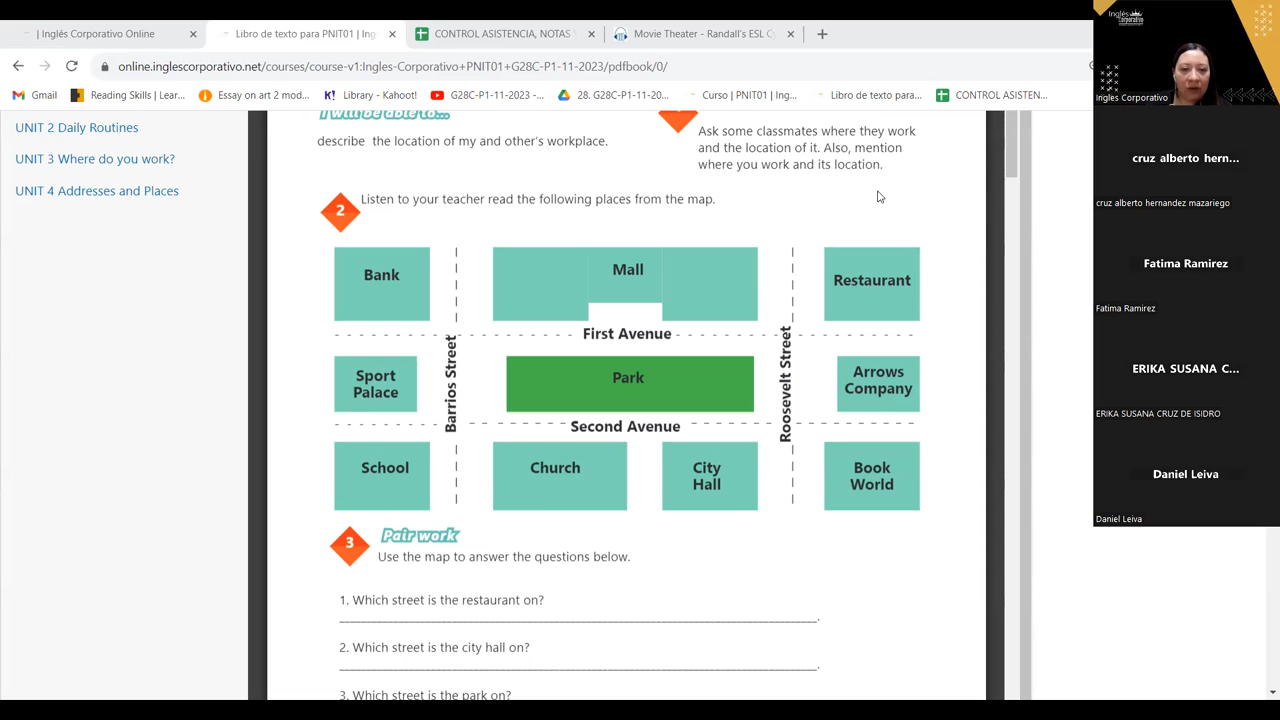 | Inglés Corporativo Online
Libro de texto para PNIT01 | Ing
CONTROL ASISTENCIA, NOTAS
Movie Theater - Randall's ESL Cy
online.inglescorporativo.net/courses/course-v1:Ingles-Corporativo+PNIT01+G28C-P1-11-2023/pdfbook/0/
Gmail
Reading Skills | Lear...
Essay on art 2 mod...
Library - Kahoot!
G28C-P1-11-2023 -...
28. G28C-P1-11-20...
Curso | PNIT01 | Ing...
Libro de texto para...
CONTROL ASISTEN...
UNIT 2 Daily Routines
UNIT 3 Where do you work?
UNIT 4 Addresses and Places
I will be able to...
describe the location of my and other's workplace.
Ask some classmates where they work
and the location of it. Also, mention
where you work and its location.
2
Listen to your teacher read the following places from the map.
Bank
Mall
Restaurant
First Avenue
Barrios Street
Roosevelt Street
Sport
Palace
Park
Arrows
Company
Second Avenue
School
Church
City
Hall
Book
World
3
Pair work
Use the map to answer the questions below.
1. Which street is the restaurant on?
2. Which street is the city hall on?
3. Which street is the park on?
Inglés
Corporativo
Ingles Corporativo
cruz alberto hern...
cruz alberto hernandez mazariego
Fatima Ramirez
Fatima Ramirez
ERIKA SUSANA C...
ERIKA SUSANA CRUZ DE ISIDRO
Daniel Leiva
Daniel Leiva